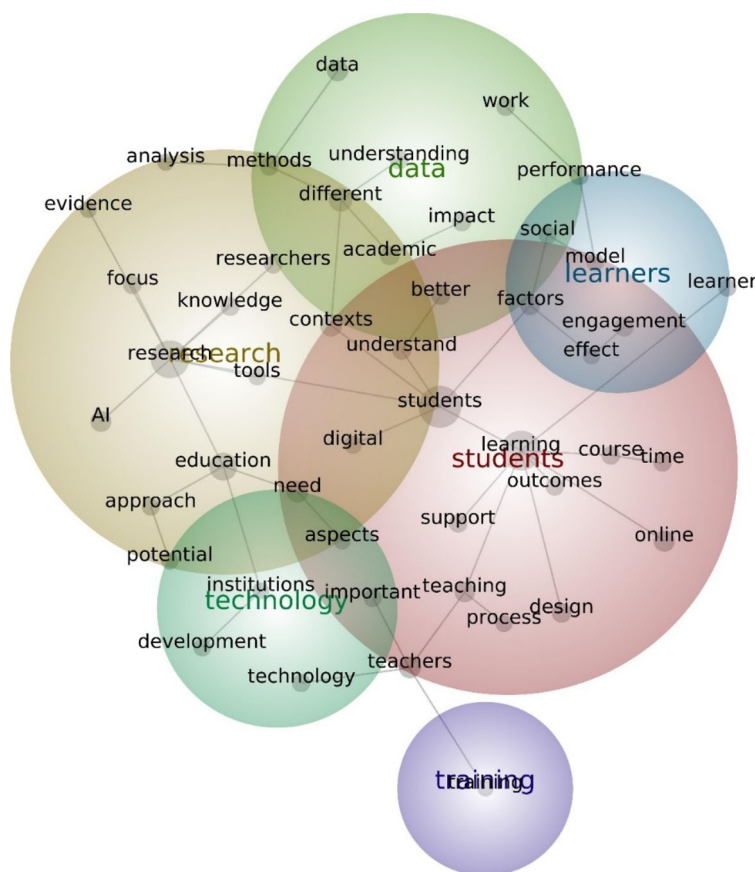 data
work
understanding
analysis
methods
data
performance
different
evidence
impact
social
academic
researchers
model
learners
learner
focus
better
knowledge
factors
contexts
engagement
understand
research
research
effect
tools
students
AI
digital
learning
course
education
students
time
outcomes
need
approach
support
aspects
online
potential
institutions
important
teaching
technology
design
process
development
teachers
technology
training
training